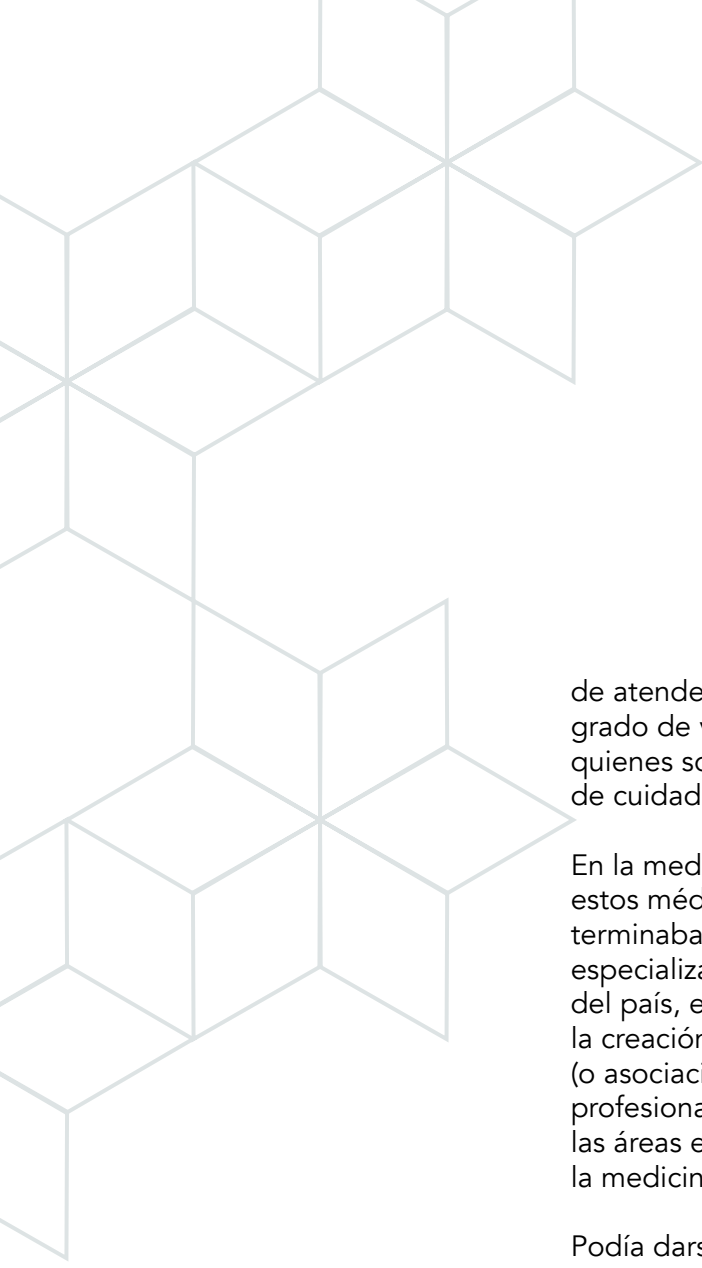 de atende
grado de v
quienes so
de cuidad
En la med
estos méd
terminaba
especializa
del país, e
la creación
(o asociaci
profesiona
las áreas e
la medicin
Podía dars